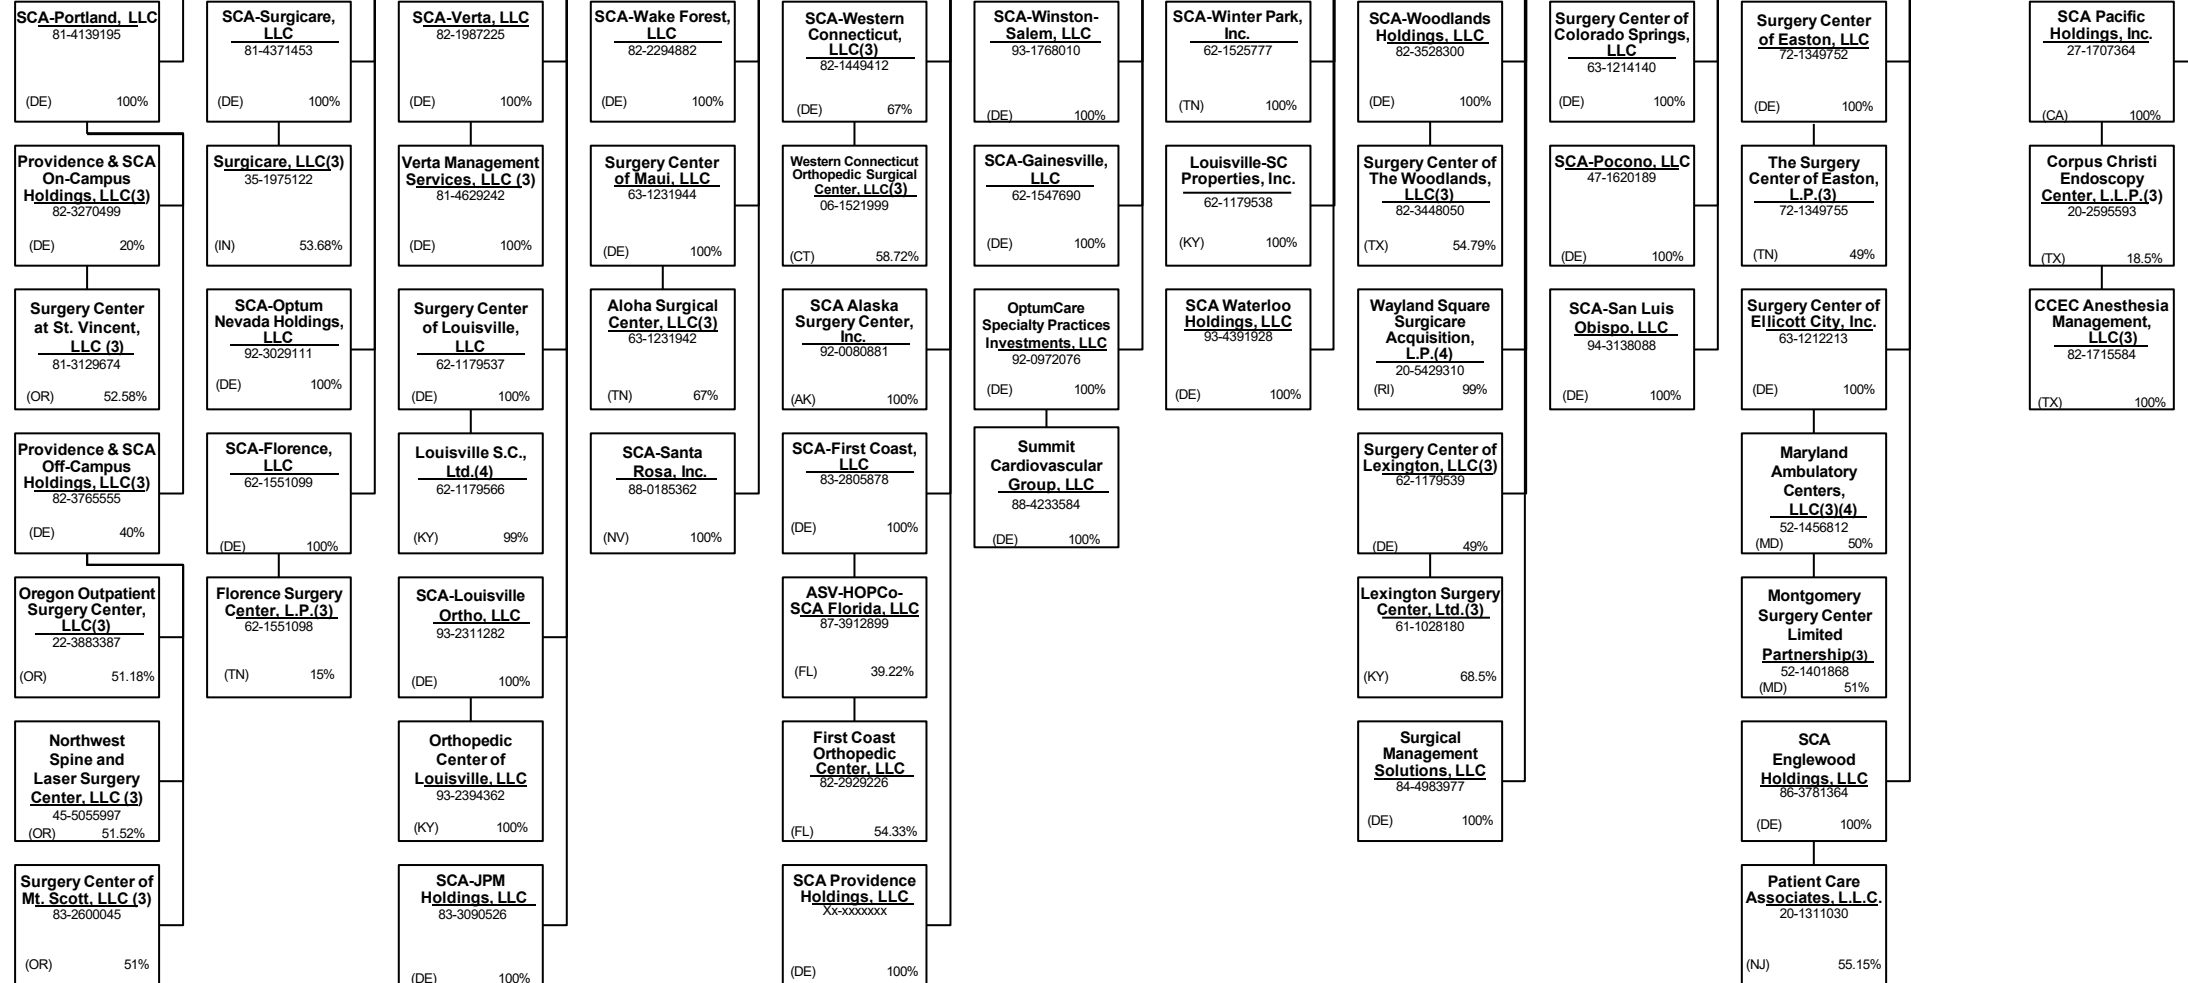 SCA-Portland, LLC
81-4139195
(DE) 100%
Providence & SCA
On-Campus
Holdings, LLC(3)
82-3270499
(DE) 20%
Surgery Center
at St. Vincent,
LLC (3)
81-3129674
(OR) 52.58%
Providence & SCA
Off-Campus
Holdings, LLC(3)
82-3765555
(DE) 40%
Oregon Outpatient
Surgery Center,
LLC(3)
22-3883387
(OR) 51.18%
Northwest
Spine and
Laser Surgery
Center, LLC (3)
45-5055997
(OR) 51.52%
Surgery Center of
Mt. Scott, LLC (3)
83-2600045
(OR) 51%
SCA-Surgicare,
LLC
81-4371453
(DE) 100%
Surgicare, LLC(3)
35-1975122
(IN) 53.68%
SCA-Optum
Nevada Holdings,
LLC
92-3029111
(DE) 100%
SCA-Florence,
LLC
62-1551099
(DE) 100%
Florence Surgery
Center, L.P.(3)
62-1551098
(TN) 15%
SCA-Verta, LLC
82-1987225
(DE) 100%
Verta Management
Services, LLC (3)
81-4629242
(DE) 100%
Surgery Center
of Louisville,
LLC
62-1179537
(DE) 100%
Louisville S.C.,
Ltd.(4)
62-1179566
(KY) 99%
SCA-Louisville
Ortho, LLC
93-2311282
(DE) 100%
Orthopedic
Center of
Louisville, LLC
93-2394362
(KY) 100%
SCA-JPM
Holdings, LLC
83-3090526
(DE) 100%
SCA-Wake Forest,
LLC
82-2294882
(DE) 100%
Surgery Center
of Maui, LLC
63-1231944
(DE) 100%
Aloha Surgical
Center, LLC(3)
63-1231942
(TN) 67%
SCA-Santa
Rosa, Inc.
88-0185362
(NV) 100%
SCA-Western
Connecticut,
LLC(3)
82-1449412
(DE) 67%
Western Connecticut
Orthopedic Surgical
Center, LLC(3)
06-1521999
(CT) 58.72%
SCA Alaska
Surgery Center,
Inc.
92-0080881
(AK) 100%
SCA-First Coast,
LLC
83-2805878
(DE) 100%
ASV-HOPCo-
SCA Florida, LLC
87-3912899
(FL) 39.22%
First Coast
Orthopedic
Center, LLC
82-2929226
(FL) 54.33%
SCA Providence
Holdings, LLC
Xx-xxxxxxx
(DE) 100%
SCA-Winston-
Salem, LLC
93-1768010
(DE) 100%
SCA-Gainesville,
LLC
62-1547690
(DE) 100%
OptumCare
Specialty Practices
Investments, LLC
92-0972076
(DE) 100%
Summit
Cardiovascular
Group, LLC
88-4233584
(DE) 100%
SCA-Winter Park,
Inc.
62-1525777
(TN) 100%
Louisville-SC
Properties, Inc.
62-1179538
(KY) 100%
SCA Waterloo
Holdings, LLC
93-4391928
(DE) 100%
SCA-Woodlands
Holdings, LLC
82-3528300
(DE) 100%
Surgery Center of
The Woodlands,
LLC(3)
82-3448050
(TX) 54.79%
Wayland Square
Surgicare
Acquisition,
L.P.(4)
20-5429310
(RI) 99%
Surgery Center of
Lexington, LLC(3)
62-1179539
(DE) 49%
Lexington Surgery
Center, Ltd.(3)
61-1028180
(KY) 68.5%
Surgical
Management
Solutions, LLC
84-4983977
(DE) 100%
Surgery Center of
Colorado Springs,
LLC
63-1214140
(DE) 100%
SCA-Pocono, LLC
47-1620189
(DE) 100%
SCA-San Luis
Obispo, LLC
94-3138088
(DE) 100%
Surgery Center
of Easton, LLC
72-1349752
(DE) 100%
The Surgery
Center of Easton,
L.P.(3)
72-1349755
(TN) 49%
Surgery Center of
Ellicott City, Inc.
63-1212213
(DE) 100%
Maryland
Ambulatory
Centers,
LLC(3)(4)
52-1456812
(MD) 50%
Montgomery
Surgery Center
Limited
Partnership(3)
52-1401868
(MD) 51%
SCA
Englewood
Holdings, LLC
86-3781364
(DE) 100%
Patient Care
Associates, L.L.C.
20-1311030
(NJ) 55.15%
SCA Pacific
Holdings, Inc.
27-1707364
(CA) 100%
Corpus Christi
Endoscopy
Center, L.L.P.(3)
20-2595593
(TX) 18.5%
CCEC Anesthesia
Management,
LLC(3)
82-1715584
(TX) 100%